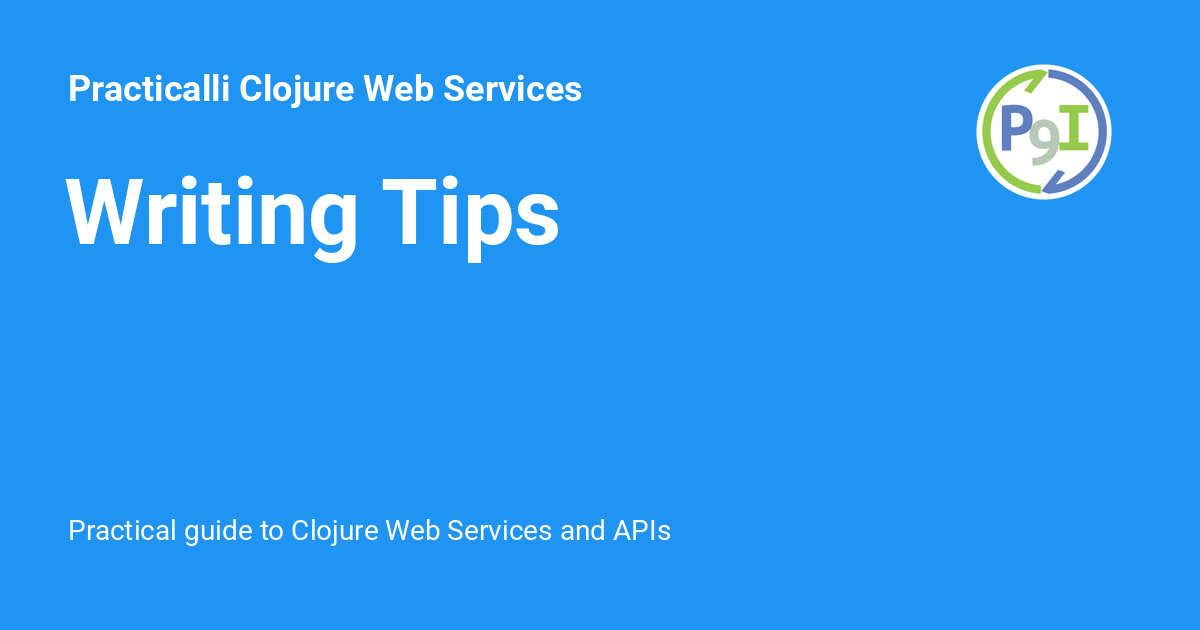 Practicalli Clojure Web Services
P9I
Writing Tips
Practical guide to Clojure Web Services and APIs